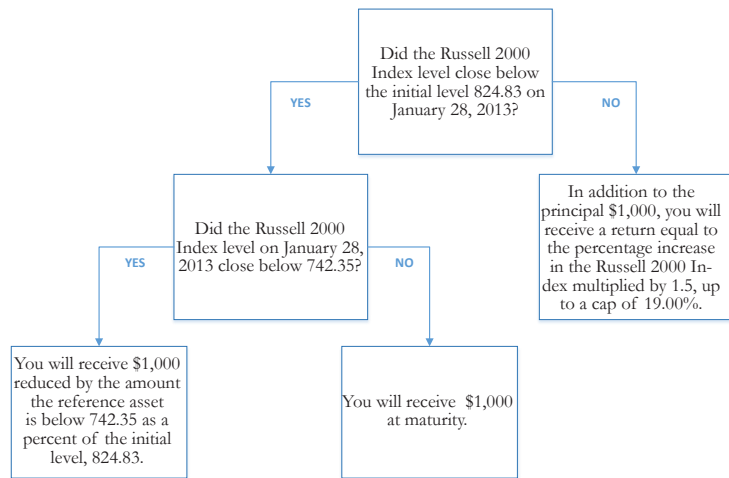 Did the Russell 2000
Index level close below
the initial level 824.83 on
January 28, 2013?
YES
NO
Did the Russell 2000
Index level on January 28,
2013 close below 742.35?
In addition to the
principal $1,000, you will
receive a return equal to
the percentage increase
in the Russell 2000 In-
dex multiplied by 1.5, up
to a cap of 19.00%.
YES
NO
You will receive $1,000
reduced by the amount
the reference asset
is below 742.35 as a
percent of the initial
level, 824.83.
You will receive $1,000
at maturity.